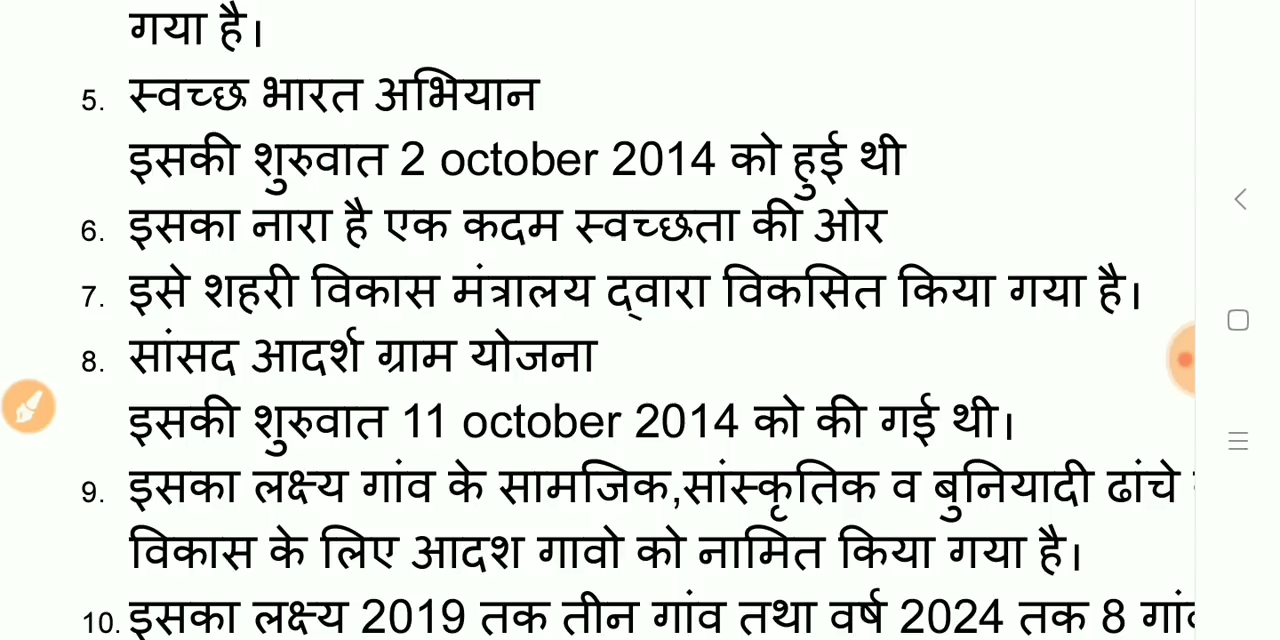 गया है।
5. स्वच्छ भारत अभियान
इसकी शुरुवात 2 october 2014 को हुई थी
6. इसका नारा है एक कदम स्वच्छता की ओर
7. इसे शहरी विकास मंत्रालय द्वारा विकसित किया गया है।
8. सांसद आदर्श ग्राम योजना
इसकी शुरुवात 11 october 2014 को की गई थी।
9. इसका लक्ष्य गांव के सामजिक,सांस्कृतिक व बुनियादी ढांचे
विकास के लिए आदश गावो को नामित किया गया है।
10. इसका लक्ष्य 2019 तक तीन गांव तथा वर्ष 2024 तक 8